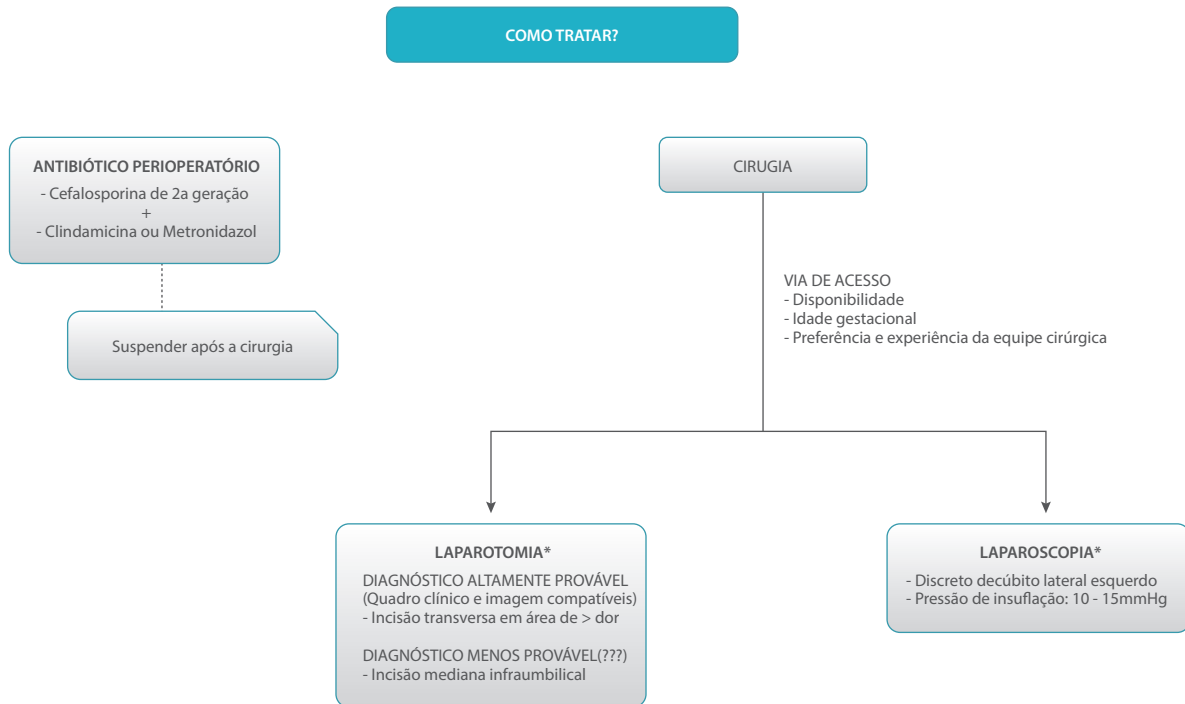 COMO TRATAR?
ANTIBIÓTICO PERIOPERATÓRIO
- Cefalosporina de 2a geração
+
- Clindamicina ou Metronidazol
Suspender após a cirurgia
CIRUGIA
VIA DE ACESSO
- Disponibilidade
- Idade gestacional
- Preferência e experiência da equipe cirúrgica
LAPAROTOMIA*
DIAGNÓSTICO ALTAMENTE PROVÁVEL
(Quadro clínico e imagem compatíveis)
- Incisão transversa em área de > dor
DIAGNÓSTICO MENOS PROVÁVEL(???)
- Incisão mediana infraumbilical
LAPAROSCOPIA*
- Discreto decúbito lateral esquerdo
- Pressão de insuflação: 10 - 15mmHg